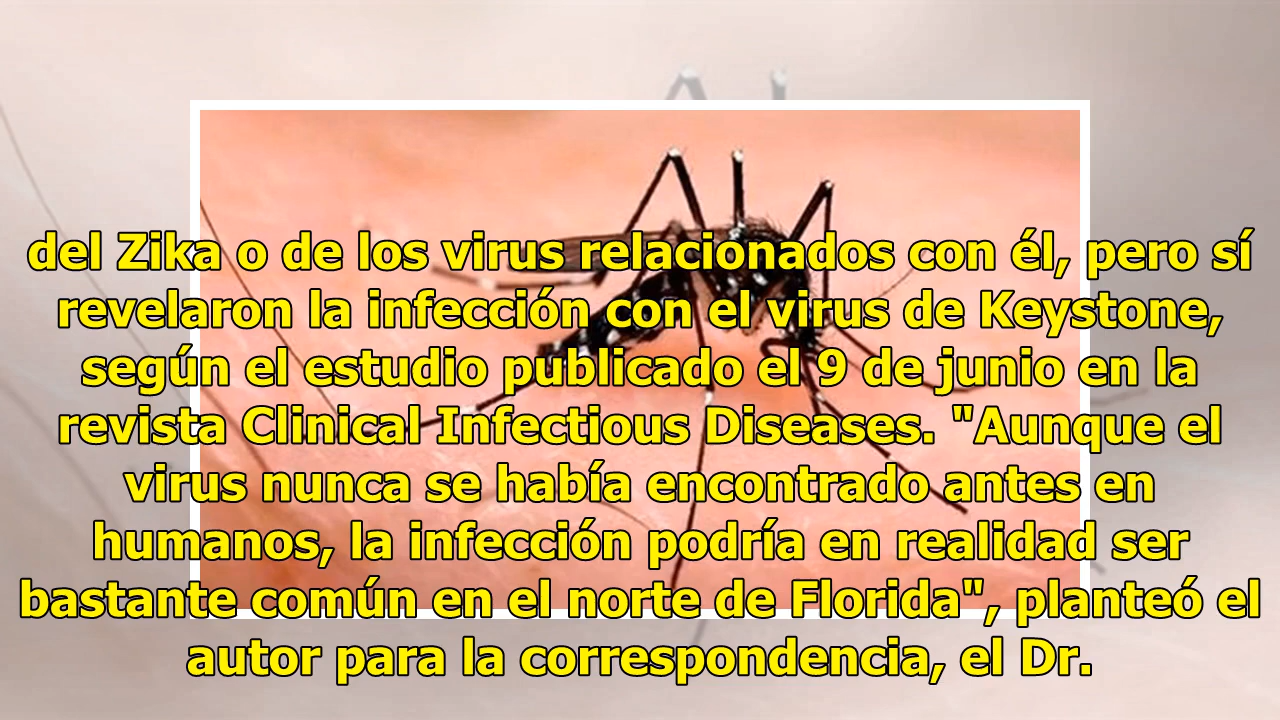 del Zika o de los virus relacionados con él, pero sí
revelaron la infección con el virus de Keystone,
según el estudio publicado el 9 de junio en la
revista Clinical Infectious Diseases. "Aunque el
virus nunca se había encontrado antes en
humanos, la infección podría en realidad ser
bastante común en el norte de Florida", planteó el
autor para la correspondencia, el Dr.